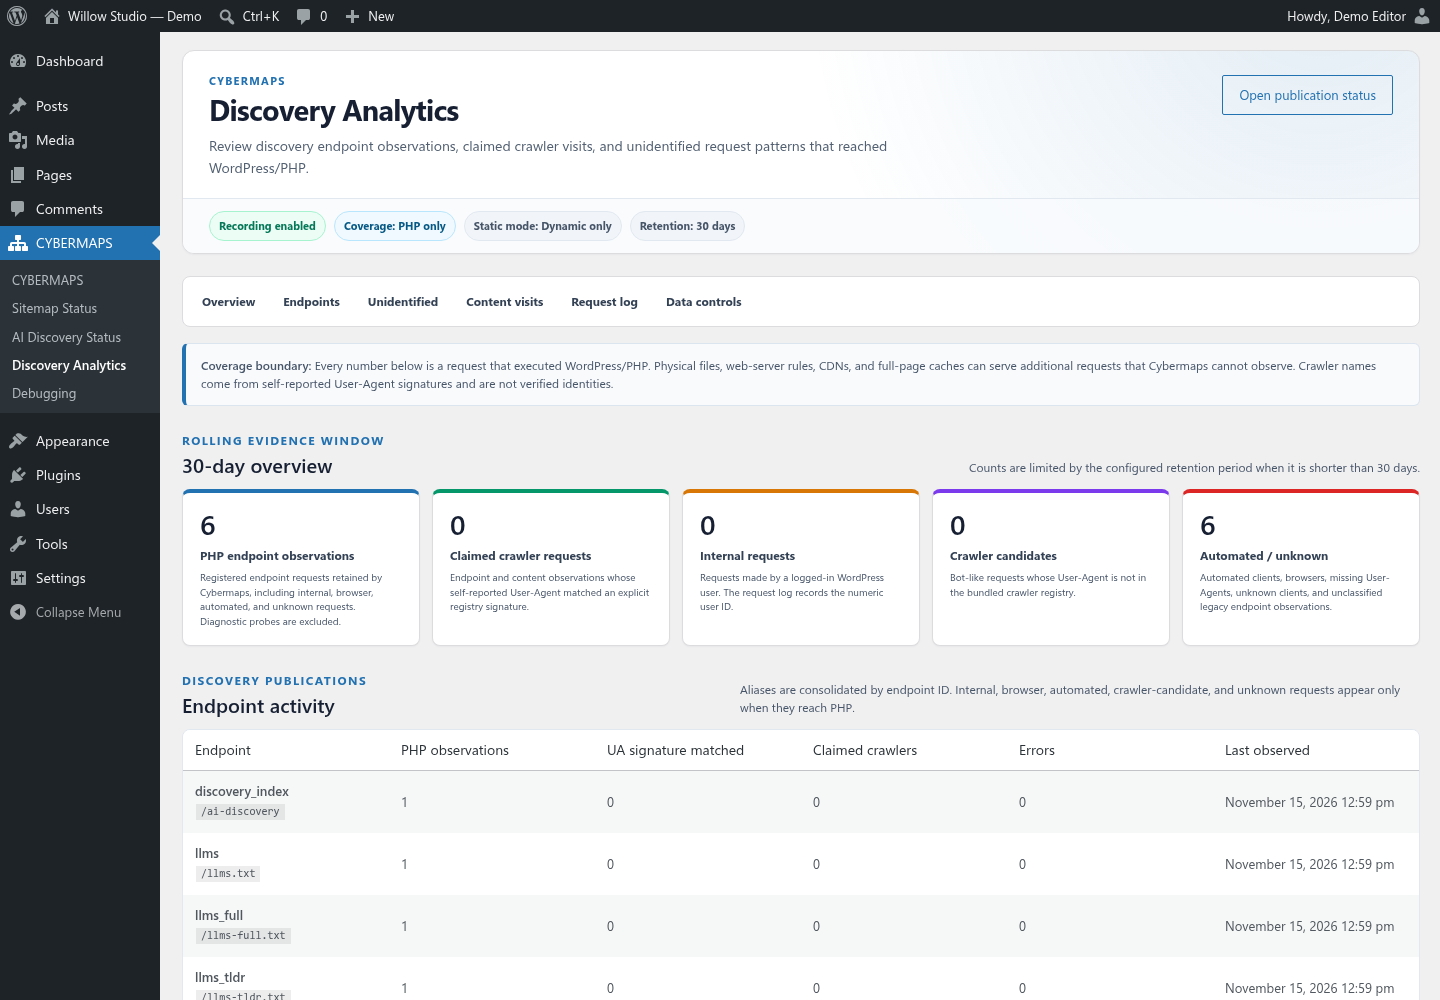 Willow Studio — Demo
Ctrl+K
0
New
Howdy, Demo Editor
Dashboard
Posts
Media
Pages
Comments
CYBERMAPS
CYBERMAPS
Sitemap Status
AI Discovery Status
Discovery Analytics
Debugging
Appearance
Plugins
Users
Tools
Settings
Collapse Menu
CYBERMAPS
Discovery Analytics
Review discovery endpoint observations, claimed crawler visits, and unidentified request patterns that reached
WordPress/PHP.
Open publication status
Recording enabled
Coverage: PHP only
Static mode: Dynamic only
Retention: 30 days
Overview
Endpoints
Unidentified
Content visits
Request log
Data controls
Coverage boundary: Every number below is a request that executed WordPress/PHP. Physical files, web-server rules, CDNs, and full-page caches can serve additional requests that Cybermaps cannot observe. Crawler names
come from self-reported User-Agent signatures and are not verified identities.
ROLLING EVIDENCE WINDOW
30-day overview
Counts are limited by the configured retention period when it is shorter than 30 days.
6
PHP endpoint observations
Registered endpoint requests retained by
Cybermaps, including internal, browser,
automated, and unknown requests.
Diagnostic probes are excluded.
0
Claimed crawler requests
Endpoint and content observations whose
self-reported User-Agent matched an explicit
registry signature.
0
Internal requests
Requests made by a logged-in WordPress
user. The request log records the numeric
user ID.
0
Crawler candidates
Bot-like requests whose User-Agent is not in
the bundled crawler registry.
6
Automated / unknown
Automated clients, browsers, missing User-
Agents, unknown clients, and unclassified
legacy endpoint observations.
DISCOVERY PUBLICATIONS
Endpoint activity
Aliases are consolidated by endpoint ID. Internal, browser, automated, crawler-candidate, and unknown requests appear only
when they reach PHP.
Endpoint PHP observations UA signature matched Claimed crawlers Errors Last observed
discovery_index
/ai-discovery
1 0 0 0 November 15, 2026 12:59 pm
llms
/llms.txt
1 0 0 0 November 15, 2026 12:59 pm
llms_full
/llms-full.txt
1 0 0 0 November 15, 2026 12:59 pm
llms_tldr
/llms-tldr.txt
1 0 0 0 November 15, 2026 12:59 pm